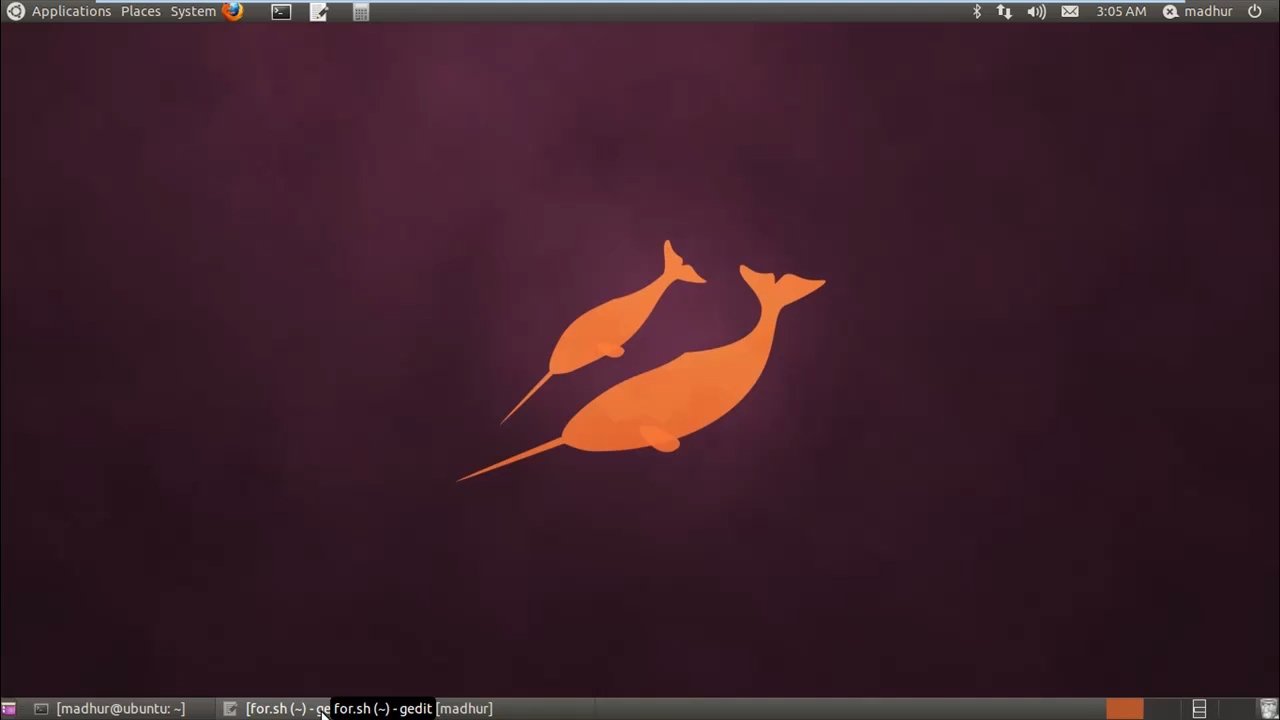 Applications Places System 3:05 AM madhur
[madhur@ubuntu: ~] [for.sh (~) - ge for.sh (~) - gedit [madhur]